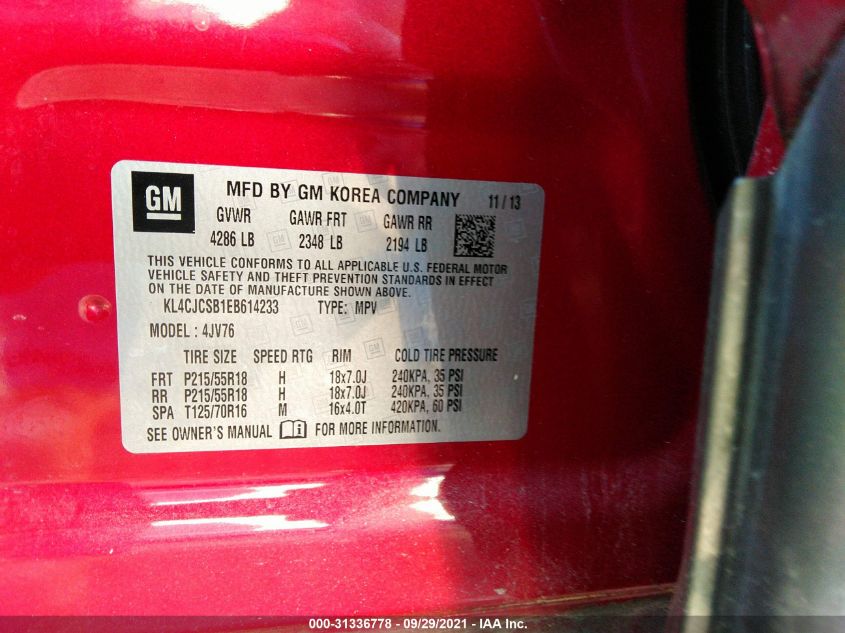 GM
MFD BY GM KOREA COMPANY 11 / 13
GVWR GAWR FRT GAWR RR
4286 LB 2348 LB 2194 LB
THIS VEHICLE CONFORMS TO ALL APPLICABLE U.S. FEDERAL MOTOR
VEHICLE SAFETY AND THEFT PREVENTION STANDARDS IN EFFECT
ON THE DATE OF MANUFACTURE SHOWN ABOVE.
KL4CJCSB1EB614233 TYPE: MPV
MODEL : 4JV76
TIRE SIZE SPEED RTG RIM COLD TIRE PRESSURE
FRT P215/55R18 H 18x7.0J 240KPA, 35 PSI
RR P215/55R18 H 18x7.0J 240KPA, 35 PSI
SPA T125/70R16 M 16x4.0T 420KPA, 60 PSI
SEE OWNER'S MANUAL FOR MORE INFORMATION.
000-31336778 - 09/29/2021 - IAA Inc.